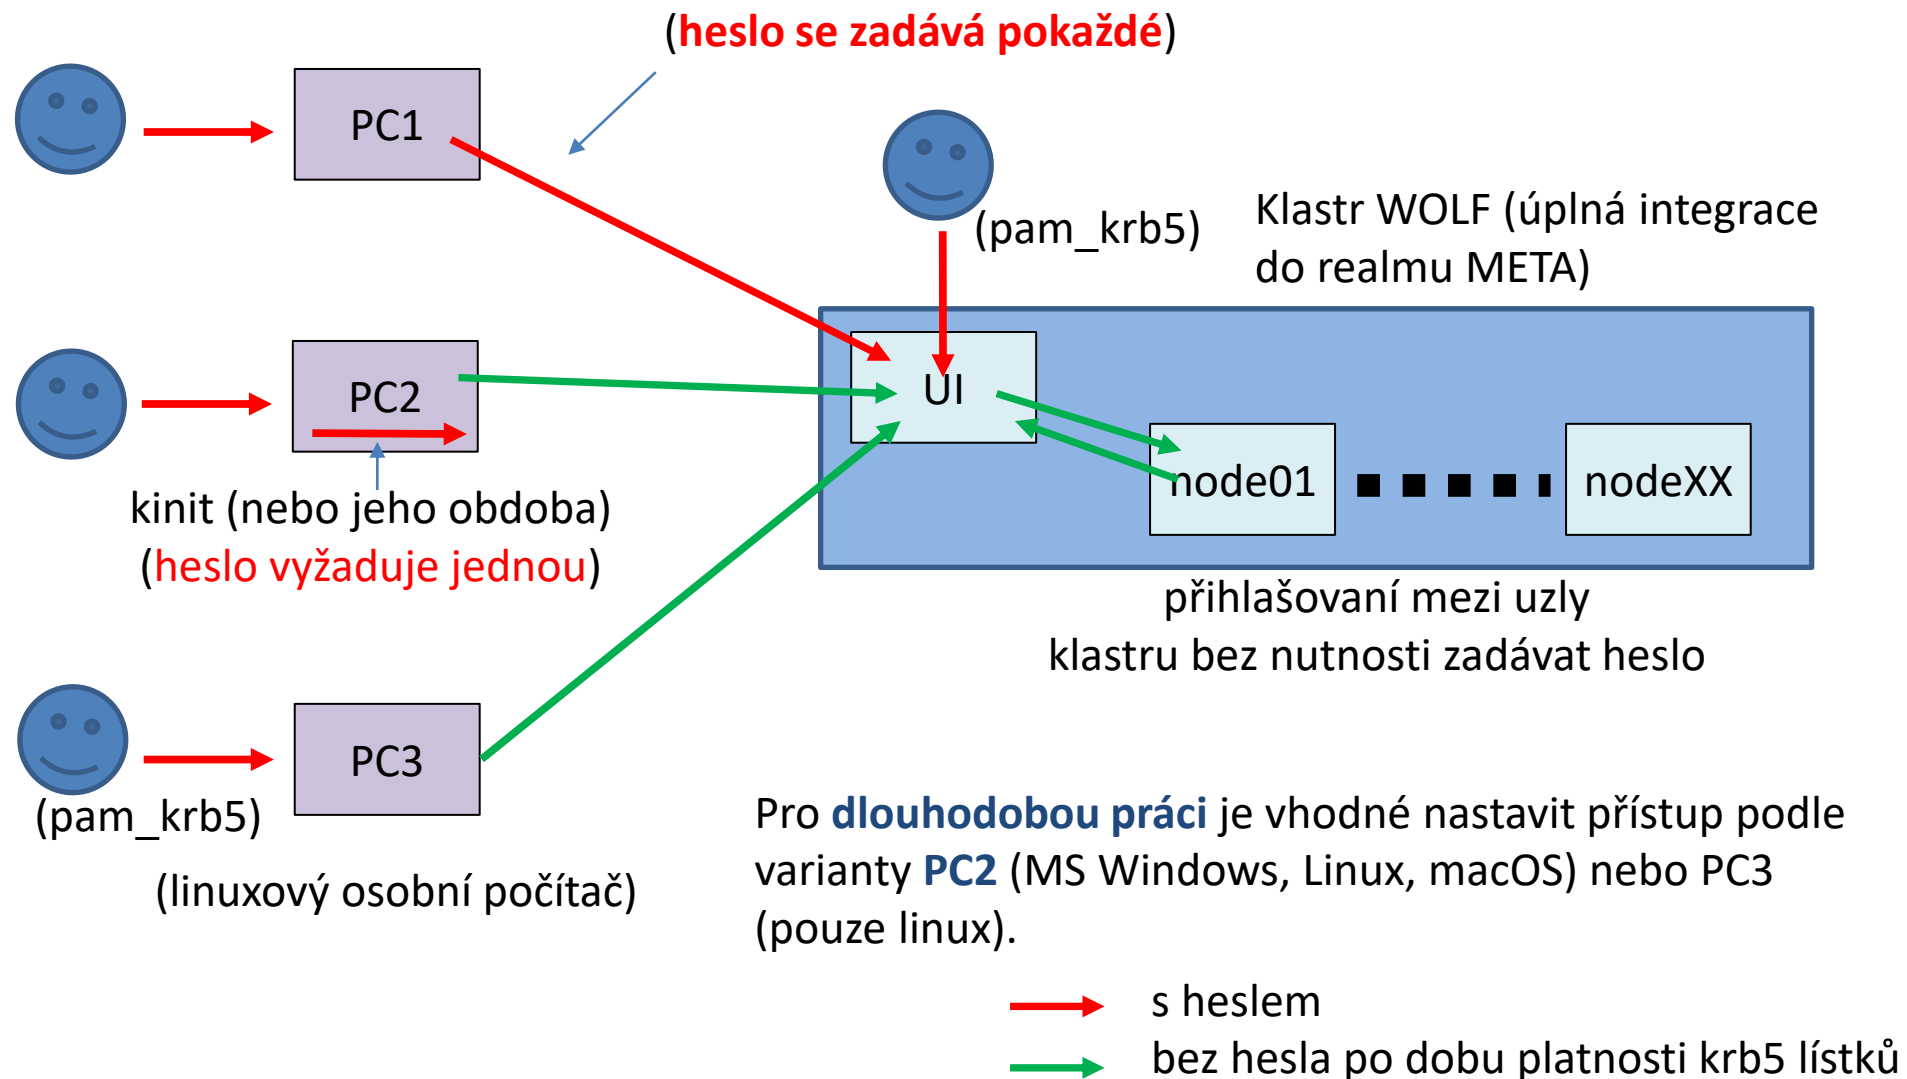 (heslo se zadává pokaždé)
PC1
(pam_krb5)
Klastr WOLF (úplná integrace
do realmu META)
PC2
UI
node01
nodeXX
kinit (nebo jeho obdoba)
(heslo vyžaduje jednou)
přihlašovaní mezi uzly
klastru bez nutnosti zadávat heslo
PC3
(pam_krb5)
(linuxový osobní počítač)
Pro dlouhodobou práci je vhodné nastavit přístup podle
varianty PC2 (MS Windows, Linux, macOS) nebo PC3
(pouze linux).
s heslem
bez hesla po dobu platnosti krb5 lístků